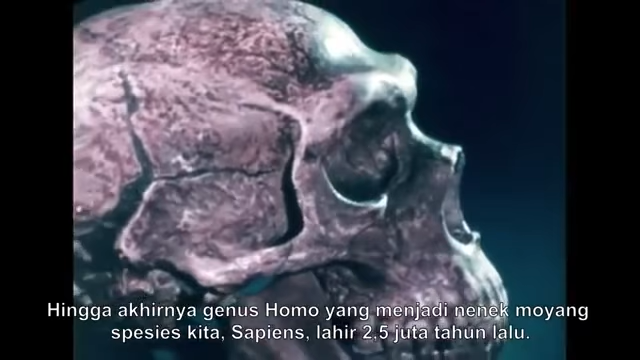 Hingga akhirnya genus Homo yang menjadi nenek moyang
spesies kita, Sapiens, lahir 2,5 juta tahun lalu.